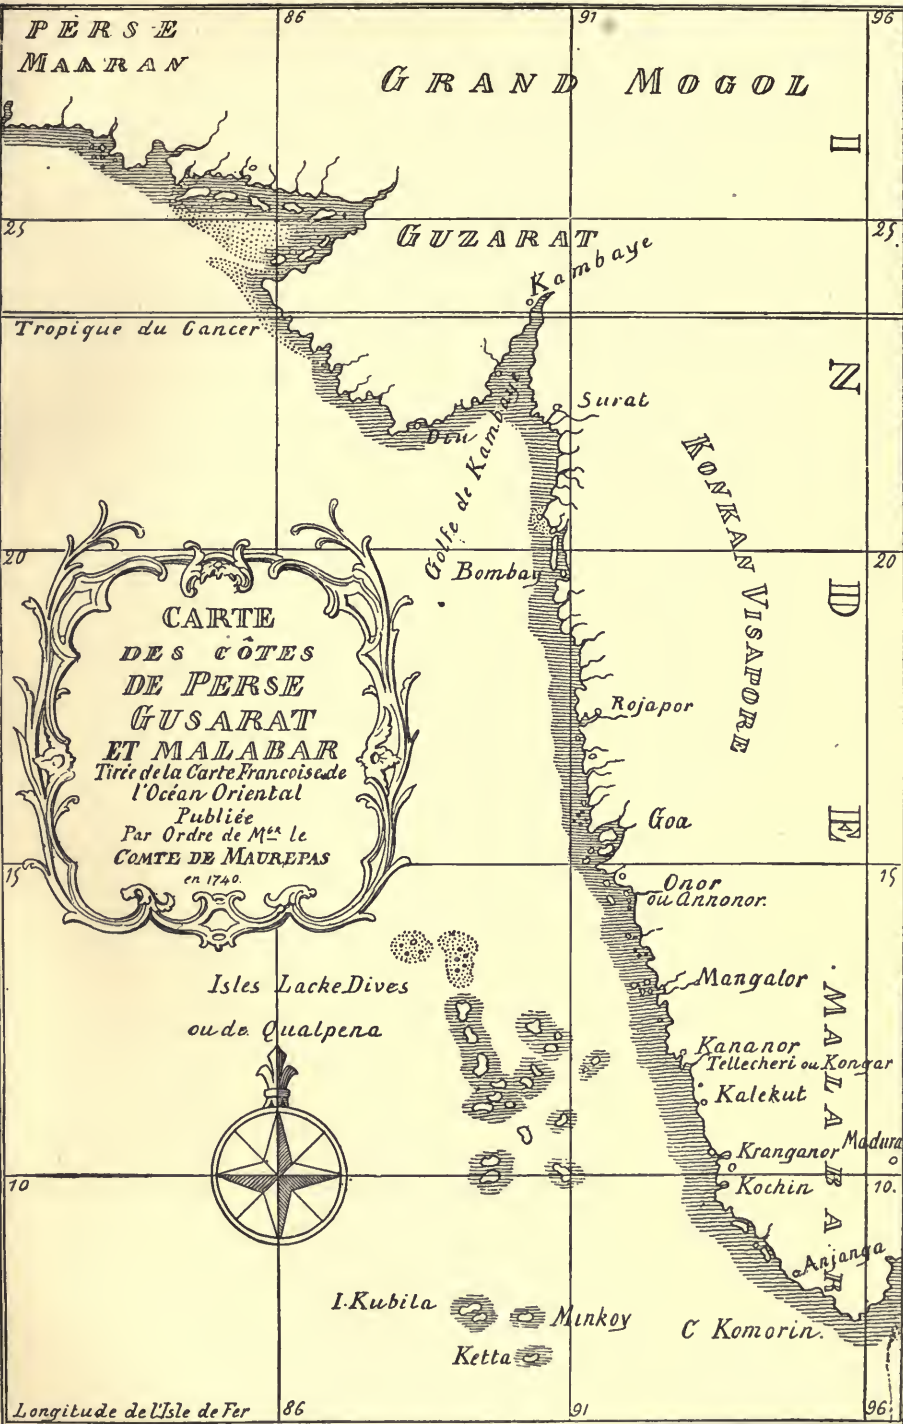 86
91
96
PERSE
MAARAN
GRAND MOGOL
INDE
25
25.
GUZARAT
Kambaye
Tropique du Cancer
Surat
Diu
Golfe de Kambaye
KONKAN VISAPORE
20
20
Bombay
CARTE
DES CÔTES
DE PERSE
GUSARAT
ET MALABAR
Tirée de la Carte Francoise de
l'Océan Oriental
Publiée
Par Ordre de Mgr le
COMTE DE MAUREPAS
en 1740.
Rojapor
Goa
15
15
Onor
ou Annonor.
Isles Lacke Dives
ou de Qualpena
Mangalor
MALABAR
Kananor
Tellecheri ou Kongar
Kalekut
Kranganor
Madura
10
10.
Kochin
Anjanga
I. Kubila
Minkoy
C Komorin.
Ketta
Longitude de l'Isle de Fer
86
91
96